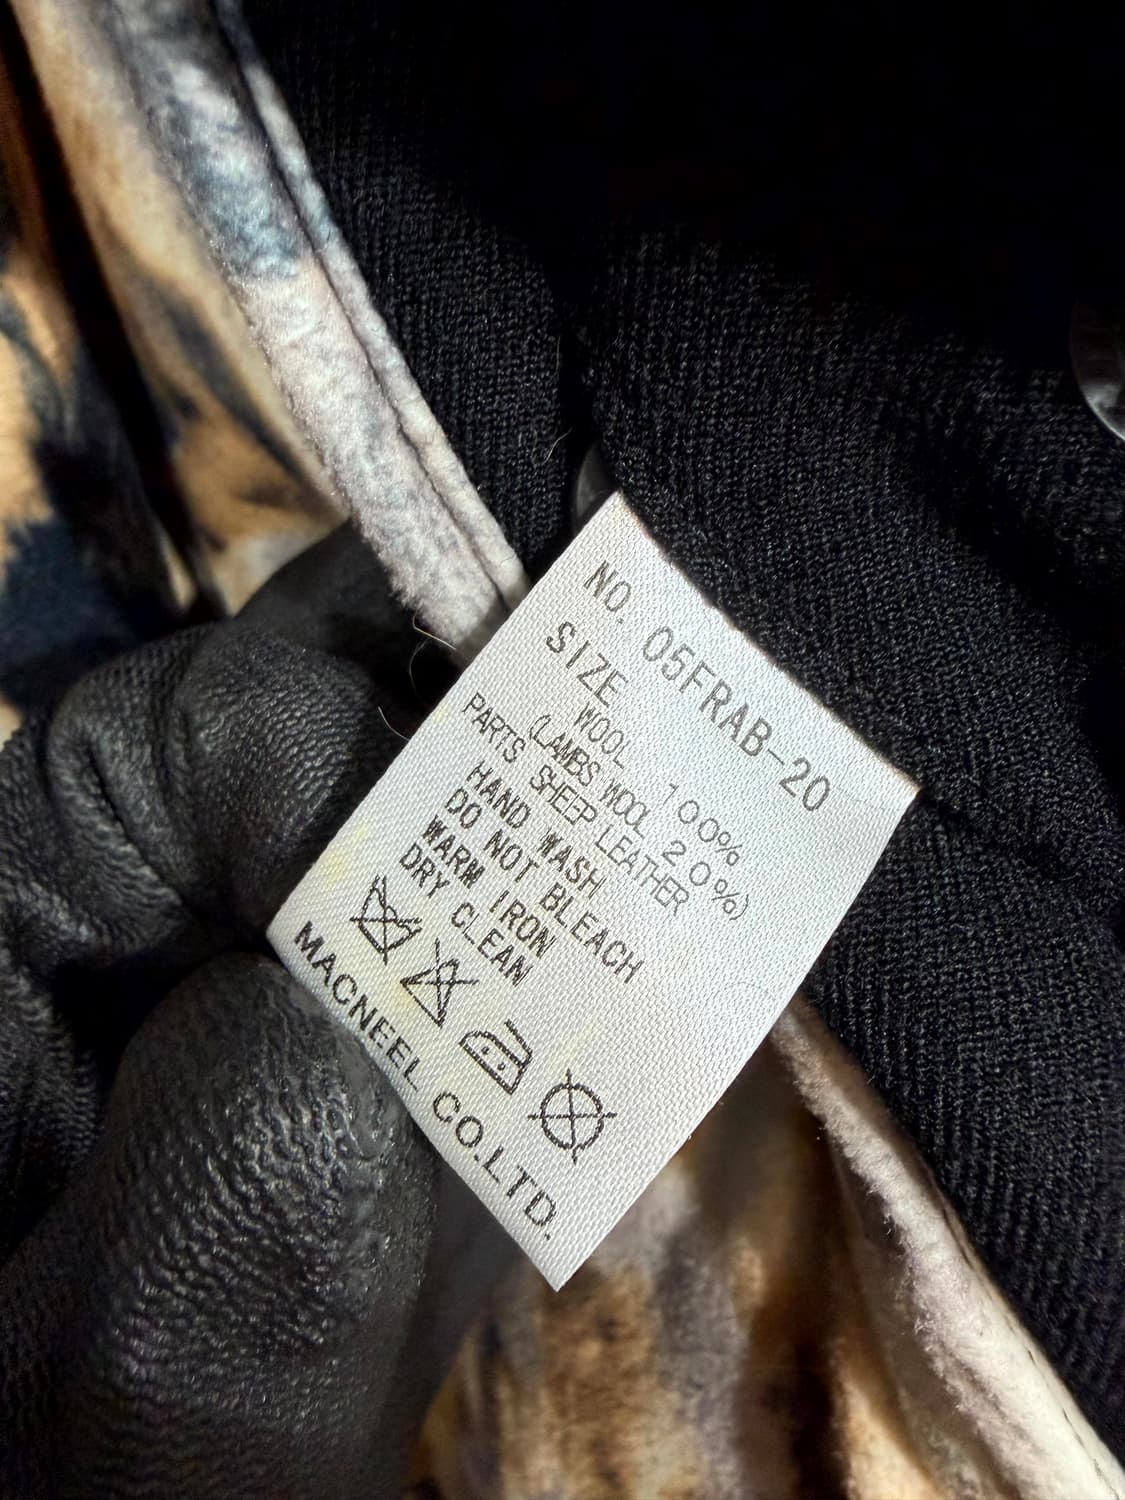 NO. 05FRAB-20
SIZE
WOOL 100%
(LAMBS WOOL 20%)
PARTS SHEEP LEATHER
HAND WASH
DO NOT BLEACH
WARM IRON
DRY CLEAN
MACNEEL CO.LTD.